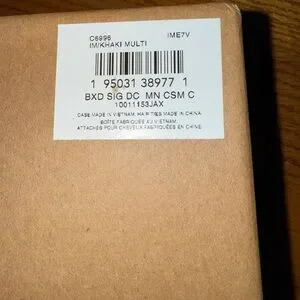 C6996 IME7V
IM/KHAKI MULTI
1 95031 38977 1
BXD SIG DC MN CSM C
10011153JAX
CASE MADE IN VIETNAM, HAIR TIES MADE IN CHINA
BOÎTE FABRIQUÉES AU VIETNAM,
ATTACHES POUR CHEVEUX FABRIQUÉES EN CHINE